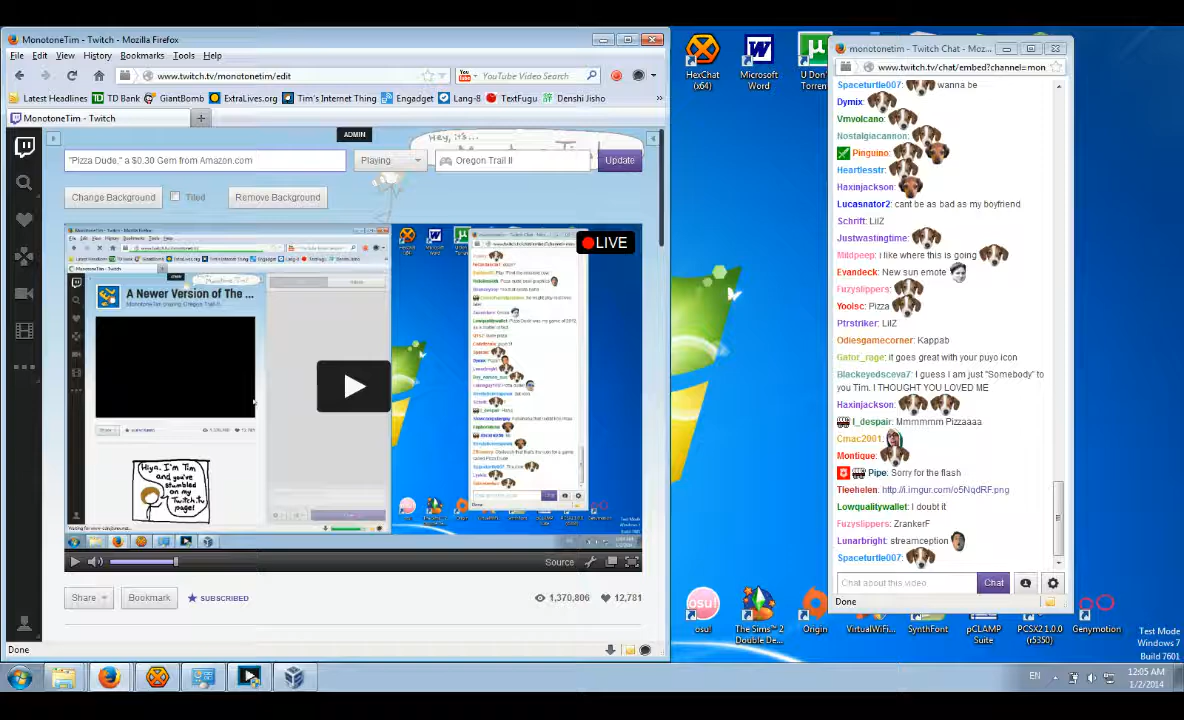 MonotoneTim - Twitch - Mozilla Firefox
File Edit View History Bookmarks Tools Help
www.twitch.tv/monotonetim/edit
YouTube Video Search
Latest Headlines TD Bank GiantBomb ExtraLives.org Tim's Internet Thing Engadget Lang-8 TextFugu Denshi Jisho »
MonotoneTim - Twitch
ADMIN
Hey, it's...
"Pizza Dude," a $0.30 Gem from Amazon.com
Playing
Oregon Trail II
Update
Change Background
Tiled
Remove Background
LIVE
A Newer Version of The ...
Hiya. I'm Tim
and you've
stumbled
on my
Twitch.tv
page!
Source
Share
Bookmark
SUBSCRIBED
1,370,806
12,781
Done
HexChat
(x64)
Microsoft
Word
U Don'
Torren
monotonetim - Twitch Chat - Moz...
www.twitch.tv/chat/embed?channel=mon
Spaceturtle007: wanna be
Dymix:
Vmvolcano:
Nostalgiacannon:
Pinguino:
Heartlesstr:
Haxinjackson:
Lucasnator2: cant be as bad as my boyfriend
Schrift: LilZ
Justwastingtime:
Mildpeep: i like where this is going
Evandeck: New sun emote
Fuzyslippers:
Yoolsc: Pizza
Ptrstriker: LilZ
Odiesgamecorner: Kappab
Gator_rage: it goes great with your puyo icon
Blackeyedsceva7: I guess I am just "Somebody" to
you Tim. I THOUGHT YOU LOVED ME
Haxinjackson:
I_despair: Mmmmmm Pizzaaaa
Cmac2001:
Montique:
Pipe: Sorry for the flash
Tleehelen: http://i.imgur.com/o5NqdRF.png
Lowqualitywallet: I doubt it
Fuzyslippers: ZrankerF
Lunarbright: streamception
Spaceturtle007:
Chat about this video.
Chat
Done
osu!
osu!
The Sims™ 2
Double De...
Origin
VirtualWiFi...
SynthFont
pCLAMP
Suite
PCSX2 1.0.0
(r5350)
Genymotion
Test Mode
Windows 7
Build 7601
EN
12:05 AM
1/2/2014